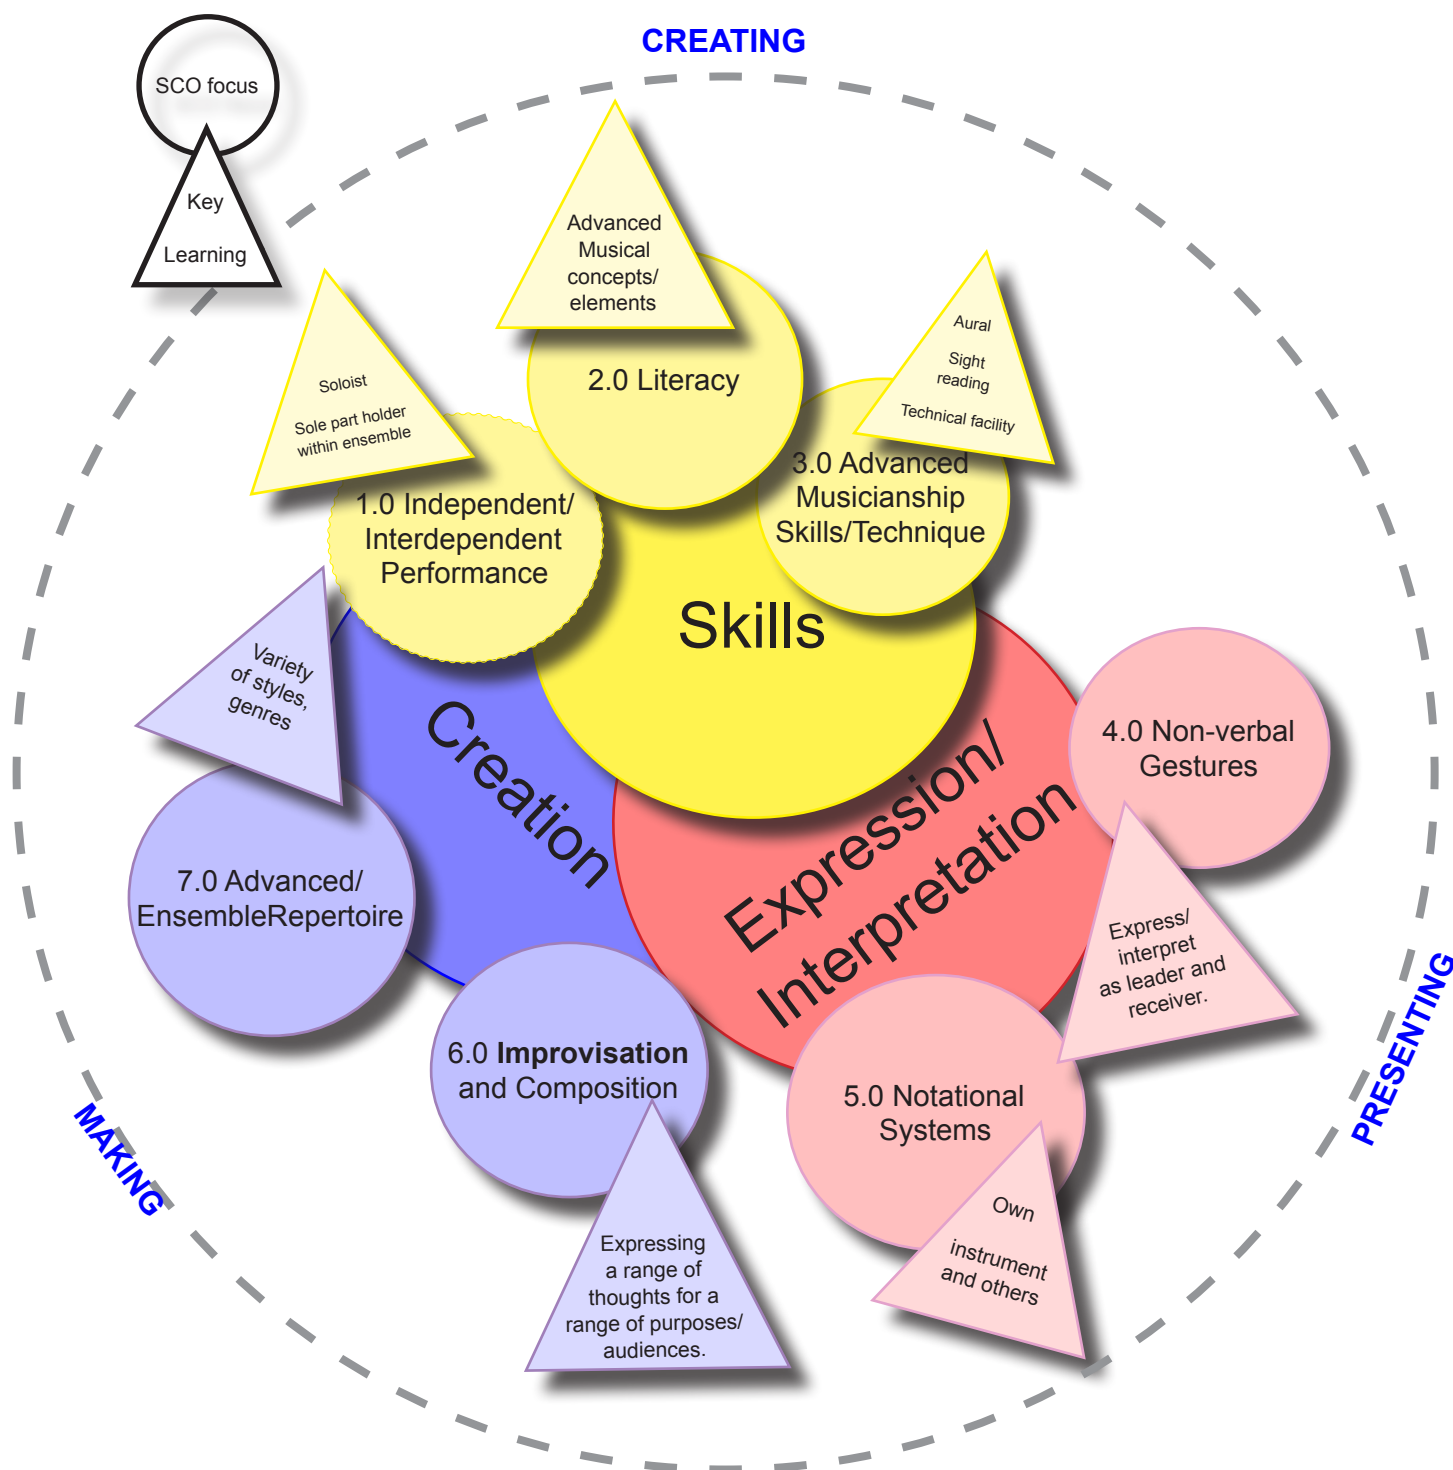 CREATING
SCO focus
Key
Learning
Advanced
Musical
concepts/
elements
2.0 Literacy
Aural
Sight
reading
Technical facility
3.0 Advanced
Musicianship
Skills/Technique
Soloist
Sole part holder
within ensemble
1.0 Independent/
Interdependent
Performance
Skills
Variety
of styles,
genres
Creation
7.0 Advanced/
EnsembleRepertoire
Expression/
Interpretation
4.0 Non-verbal
Gestures
Express/
interpret
as leader and
receiver.
PRESENTING
6.0 Improvisation
and Composition
5.0 Notational
Systems
MAKING
Own
instrument
and others
Expressing
a range of
thoughts for a
range of purposes/
audiences.